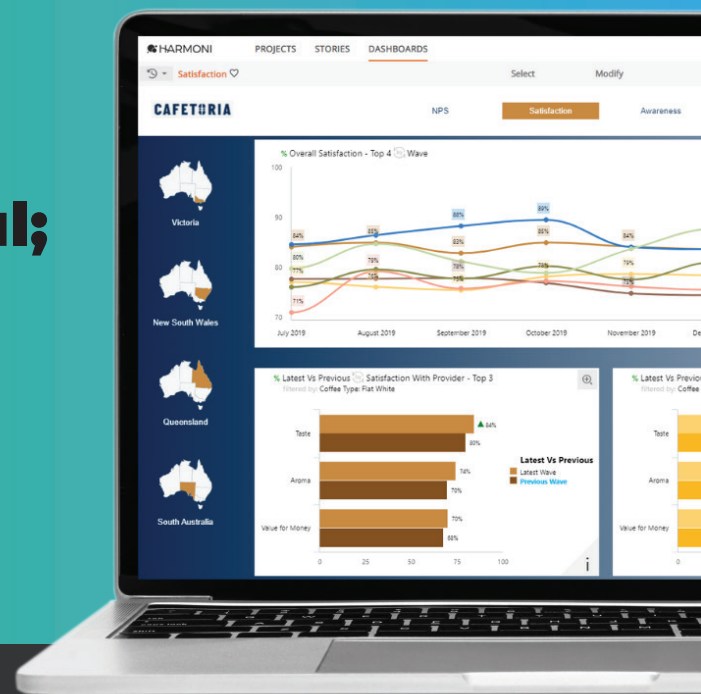 HARMONI PROJECTS STORIES DASHBOARDS
Satisfaction Select Modify
CAFETORIA NPS Satisfaction Awareness
% Overall Satisfaction - Top 4 Wave
100
90
80
70
84%
80%
77%
71%
79%
88%
83%
78%
89%
85%
84%
79%
July 2019 August 2019 September 2019 October 2019 November 2019 De
Victoria
New South Wales
Queensland
South Australia
% Latest Vs Previous Satisfaction With Provider - Top 3
filtered by: Coffee Type: Flat White
Taste 84%
80%
Aroma 74%
70%
Value for Money 70%
68%
0 25 50 75 100
Latest Vs Previous
Latest Wave
Previous Wave
i
% Latest Vs Previou
filtered by: Coffee
Taste
Aroma
Value for Money
0